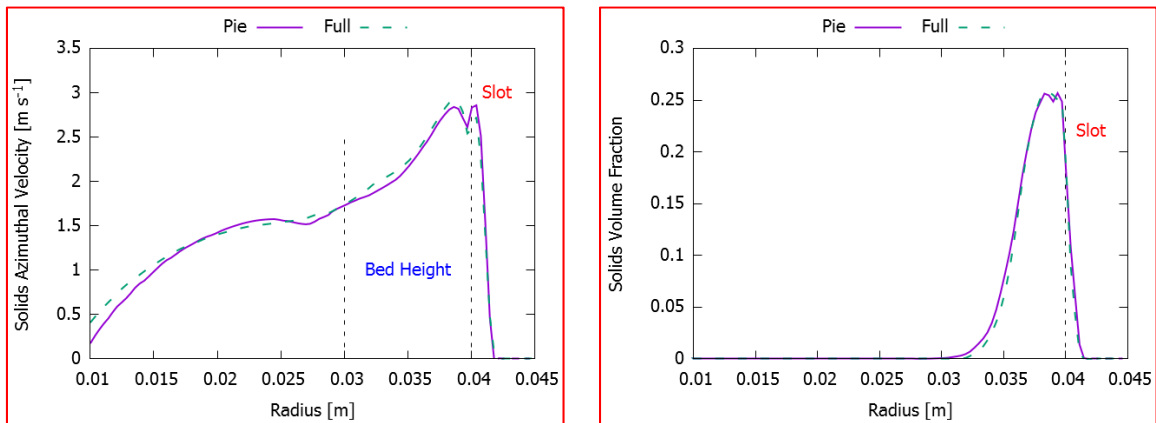 Pie Full
3.5
3
2.5
2
1.5
1
0.5
0
Solids Azimuthal Velocity [m s⁻¹]
Slot
Bed Height
0.01 0.015 0.02 0.025 0.03 0.035 0.04 0.045
Radius [m]
Pie Full
0.3
0.25
0.2
0.15
0.1
0.05
0
Solids Volume Fraction
Slot
0.01 0.015 0.02 0.025 0.03 0.035 0.04 0.045
Radius [m]